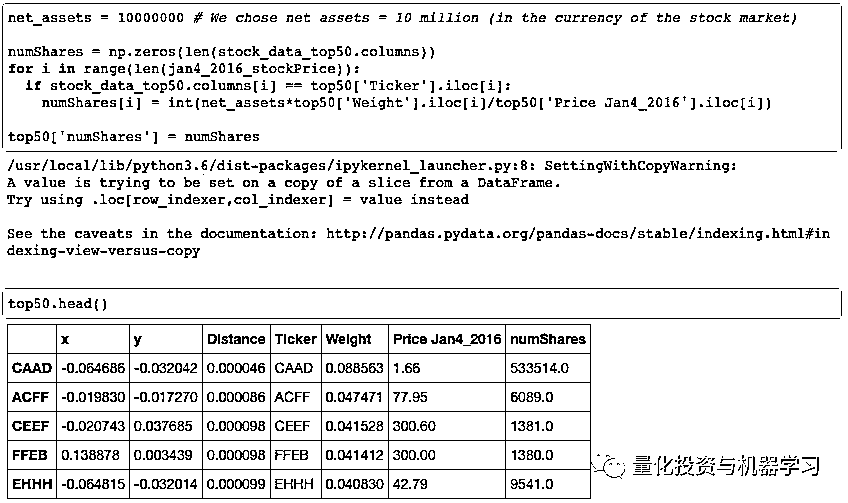 net_assets = 10000000 # We chose net assets = 10 million (in the currency of the stock market)
numShares = np.zeros(len(stock_data_top50.columns))
for i in range(len(jan4_2016_stockPrice)):
  if stock_data_top50.columns[i] == top50['Ticker'].iloc[i]:
    numShares[i] = int(net_assets*top50['Weight'].iloc[i]/top50['Price Jan4_2016'].iloc[i])
top50['numShares'] = numShares
/usr/local/lib/python3.6/dist-packages/ipykernel_launcher.py:8: SettingWithCopyWarning:
A value is trying to be set on a copy of a slice from a DataFrame.
Try using .loc[row_indexer,col_indexer] = value instead
See the caveats in the documentation: http://pandas.pydata.org/pandas-docs/stable/indexing.html#in
dexing-view-versus-copy
top50.head()
x y Distance Ticker Weight Price Jan4_2016 numShares
CAAD -0.064686 -0.032042 0.000046 CAAD 0.088563 1.66 533514.0
ACFF -0.019830 -0.017270 0.000086 ACFF 0.047471 77.95 6089.0
CEEF -0.020743 0.037685 0.000098 CEEF 0.041528 300.60 1381.0
FFEB 0.138878 0.003439 0.000098 FFEB 0.041412 300.00 1380.0
EHHH -0.064815 -0.032014 0.000099 EHHH 0.040830 42.79 9541.0
量化投资与机器学习